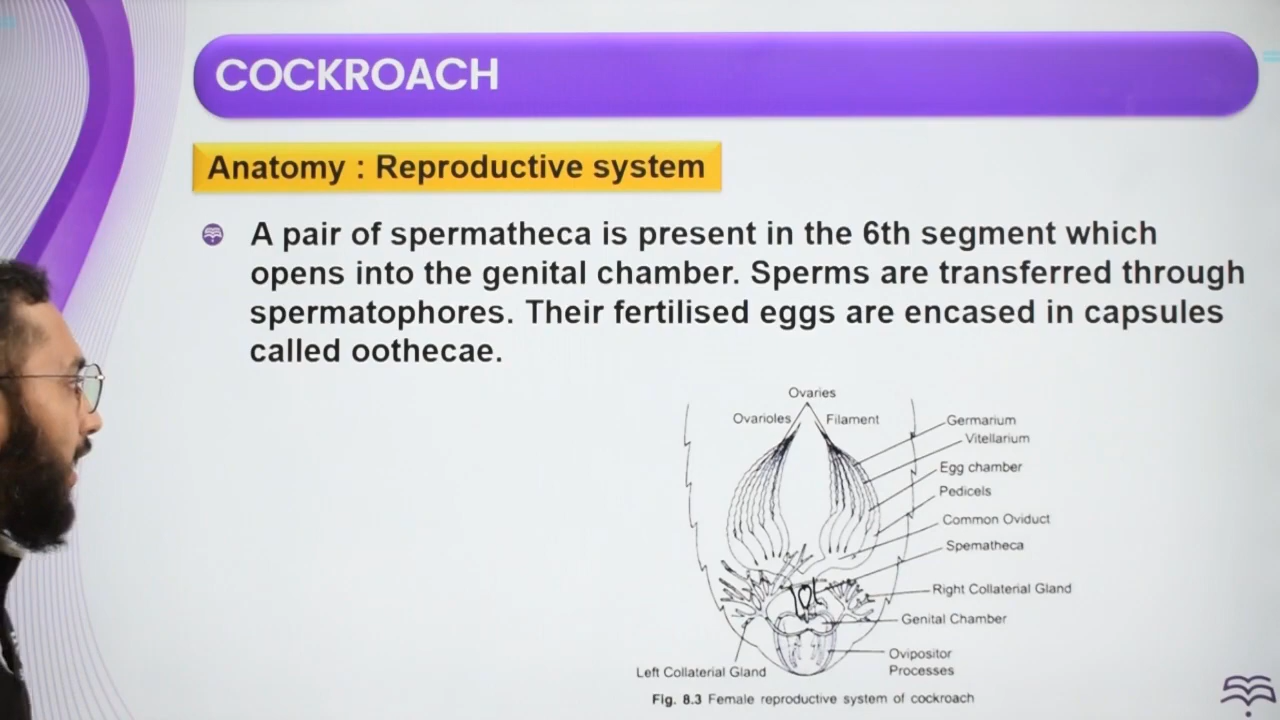 COCKROACH
Anatomy : Reproductive system
A pair of spermatheca is present in the 6th segment which
opens into the genital chamber. Sperms are transferred through
spermatophores. Their fertilised eggs are encased in capsules
called oothecae.
Ovaries
Ovarioles
Filament
Germarium
Vitellarium
Egg chamber
Pedicels
Common Oviduct
Spematheca
Right Collaterial Gland
Genital Chamber
Ovipositor
Processes
Left Collaterial Gland
Fig. 8.3 Female reproductive system of cockroach